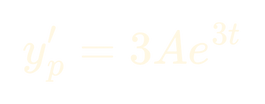 $y_p' = 3Ae^{3t}$